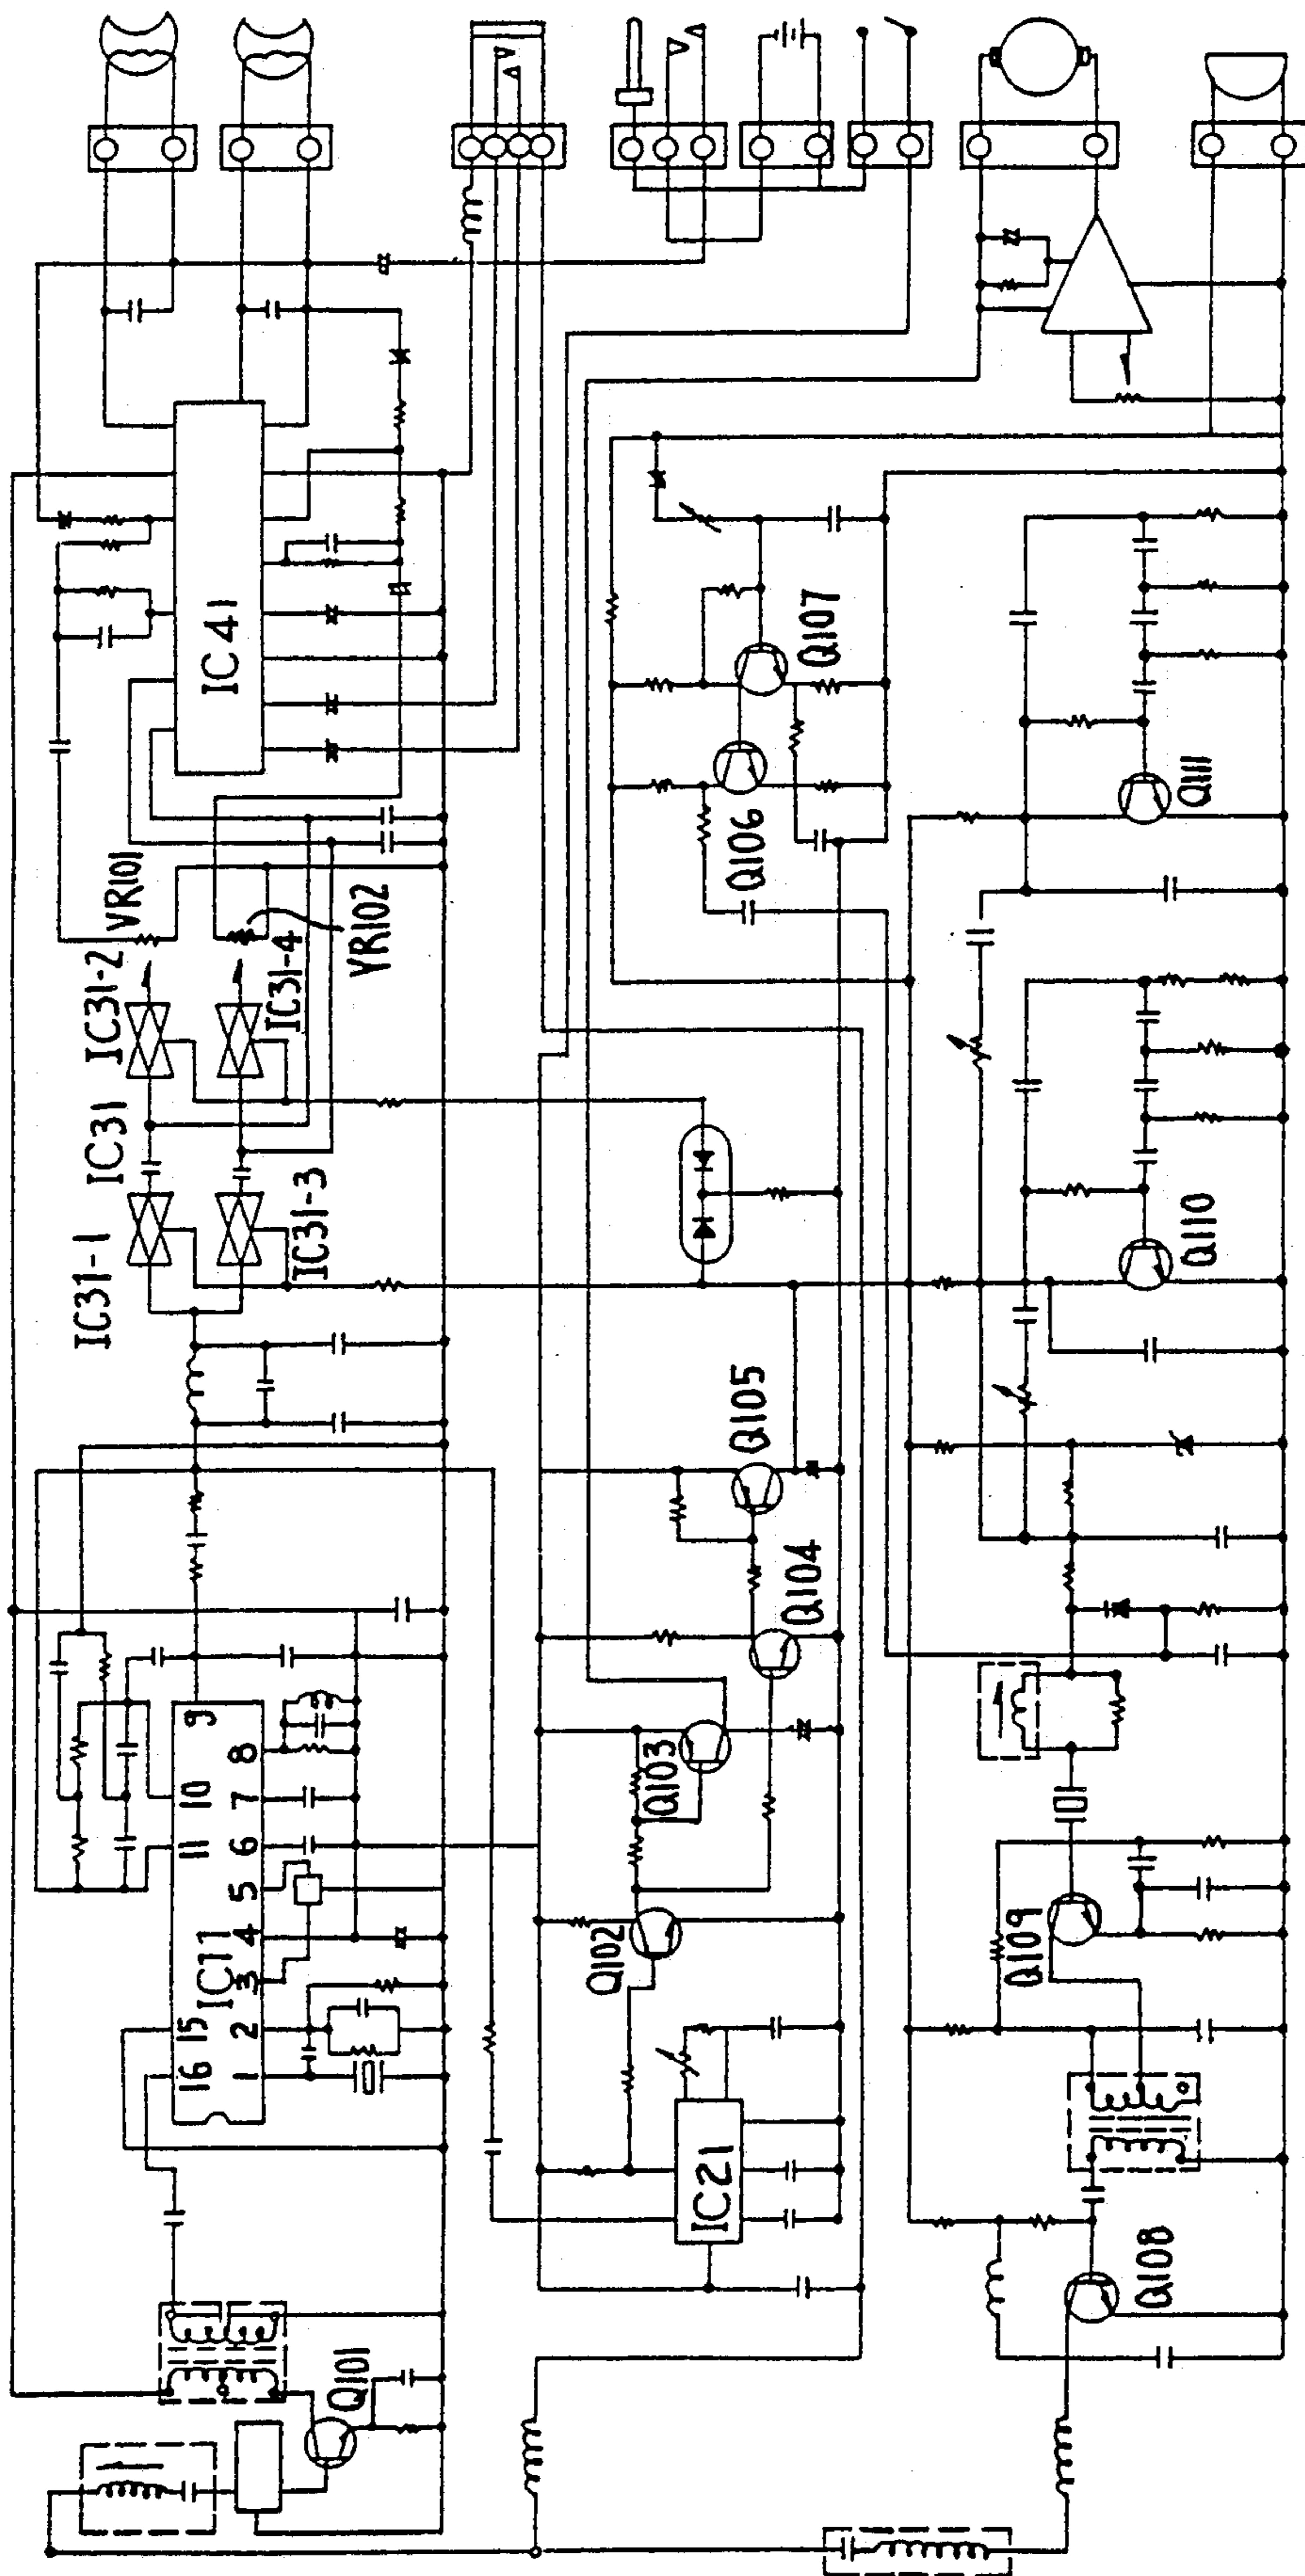 IC41
VR101
IC31-2
IC31-4
VR102
IC31
IC31-1
IC31-3
IC11
9
10
11
15
16
8
7
6
5
4
3
2
1
Q101
Q107
Q106
Q105
Q104
Q103
Q102
IC21
Q111
Q110
Q109
Q108